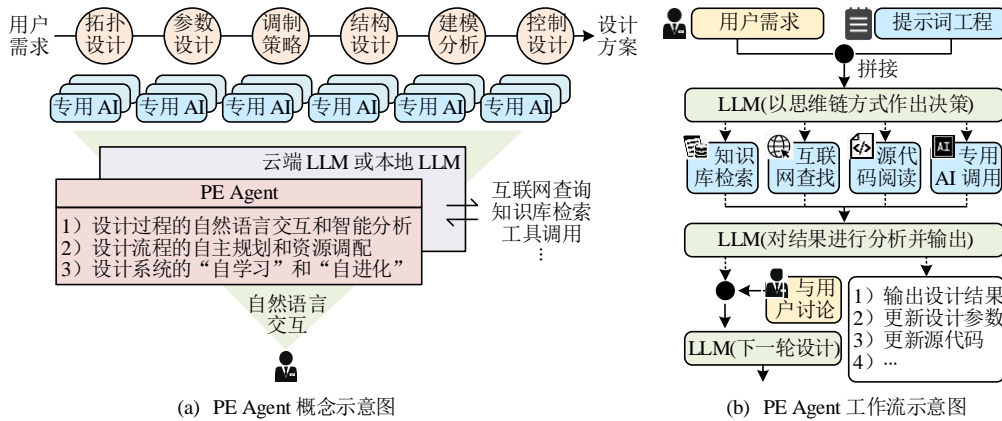 用户需求
拓扑设计
参数设计
调制策略
结构设计
建模分析
控制设计
设计方案
专用 AI
专用 AI
专用 AI
专用 AI
专用 AI
专用 AI
云端 LLM 或本地 LLM
PE Agent
1）设计过程的自然语言交互和智能分析
2）设计流程的自主规划和资源调配
3）设计系统的“自学习”和“自进化”
互联网查询
知识库检索
工具调用
⋮
自然语言
交互
(a) PE Agent 概念示意图
用户需求
提示词工程
拼接
LLM(以思维链方式作出决策)
知识
库检索
互联
网查找
源代
码阅读
AI
专用
AI 调用
LLM(对结果进行分析并输出)
与用
户讨论
LLM(下一轮设计)
1）输出设计结果
2）更新设计参数
3）更新源代码
4）···
(b) PE Agent 工作流示意图